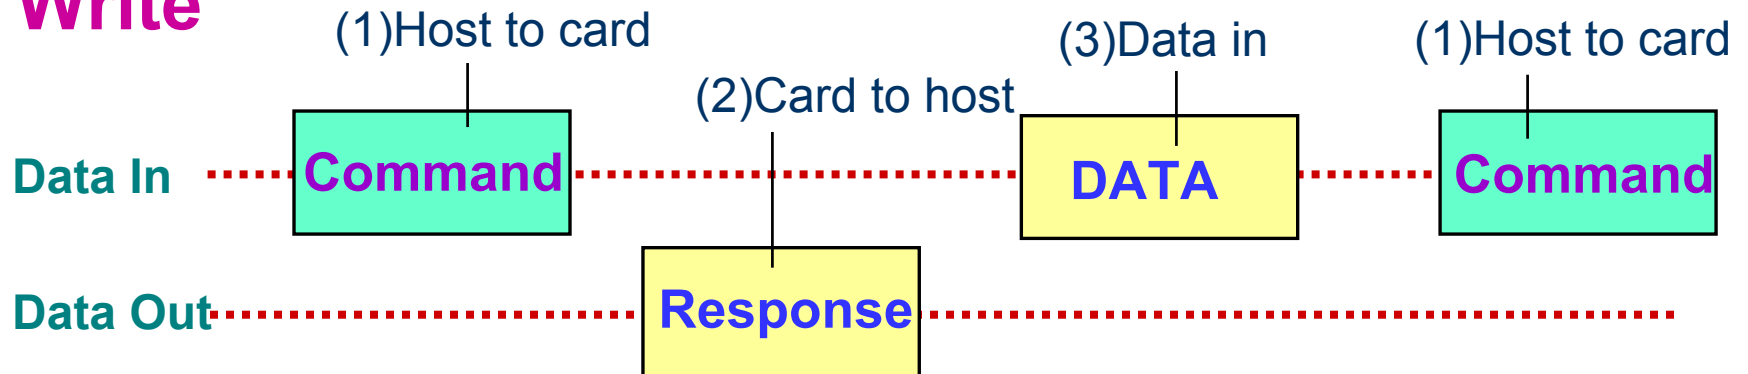 Write
(1)Host to card
(3)Data in
(1)Host to card
(2)Card to host
Data In
Command
DATA
Command
Data Out
Response